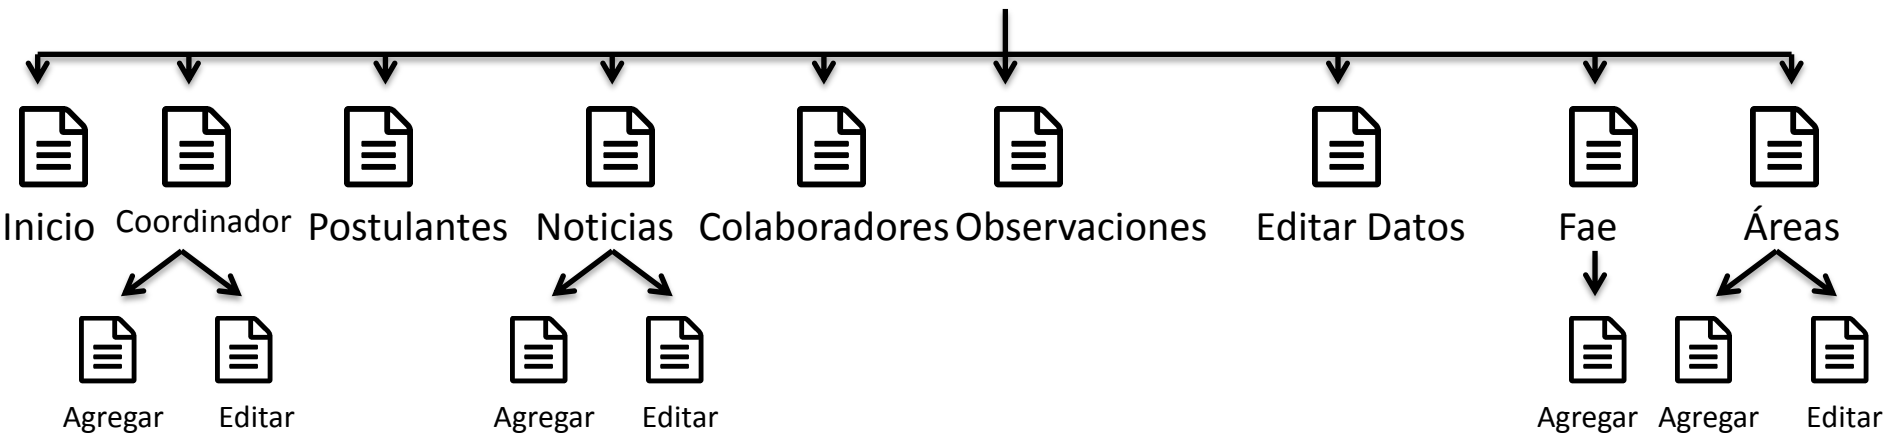 Inicio
Coordinador
Postulantes
Noticias
Colaboradores
Observaciones
Editar Datos
Fae
Áreas
Agregar
Editar
Agregar
Editar
Agregar
Agregar
Editar